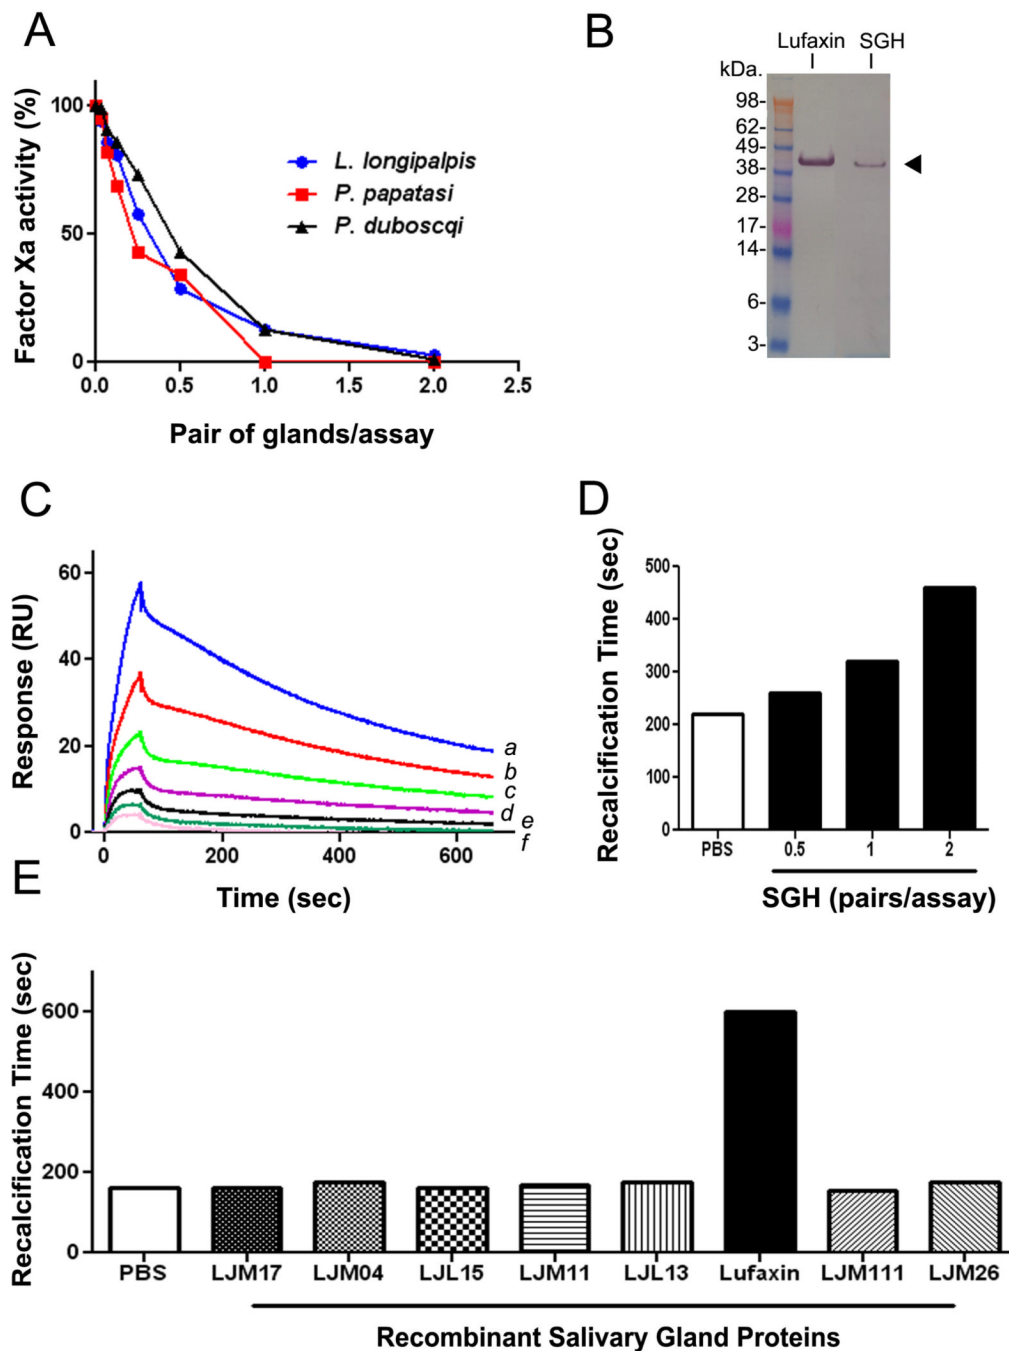 A
Factor Xa activity (%)
100
50
0
0.0 0.5 1.0 1.5 2.0 2.5
Pair of glands/assay
L. longipalpis
P. papatasi
P. duboscqi
B
Lufaxin SGH
kDa.
98-
62-
49-
38-
28-
17-
14-
6-
3-
C
Response (RU)
60
40
20
0
0 200 400 600
Time (sec)
a
b
c
d
e
f
D
Recalcification Time (sec)
500
400
300
200
100
0
PBS 0.5 1 2
SGH (pairs/assay)
E
Recalcification Time (sec)
600
400
200
0
PBS LJM17 LJM04 LJL15 LJM11 LJL13 Lufaxin LJM111 LJM26
Recombinant Salivary Gland Proteins